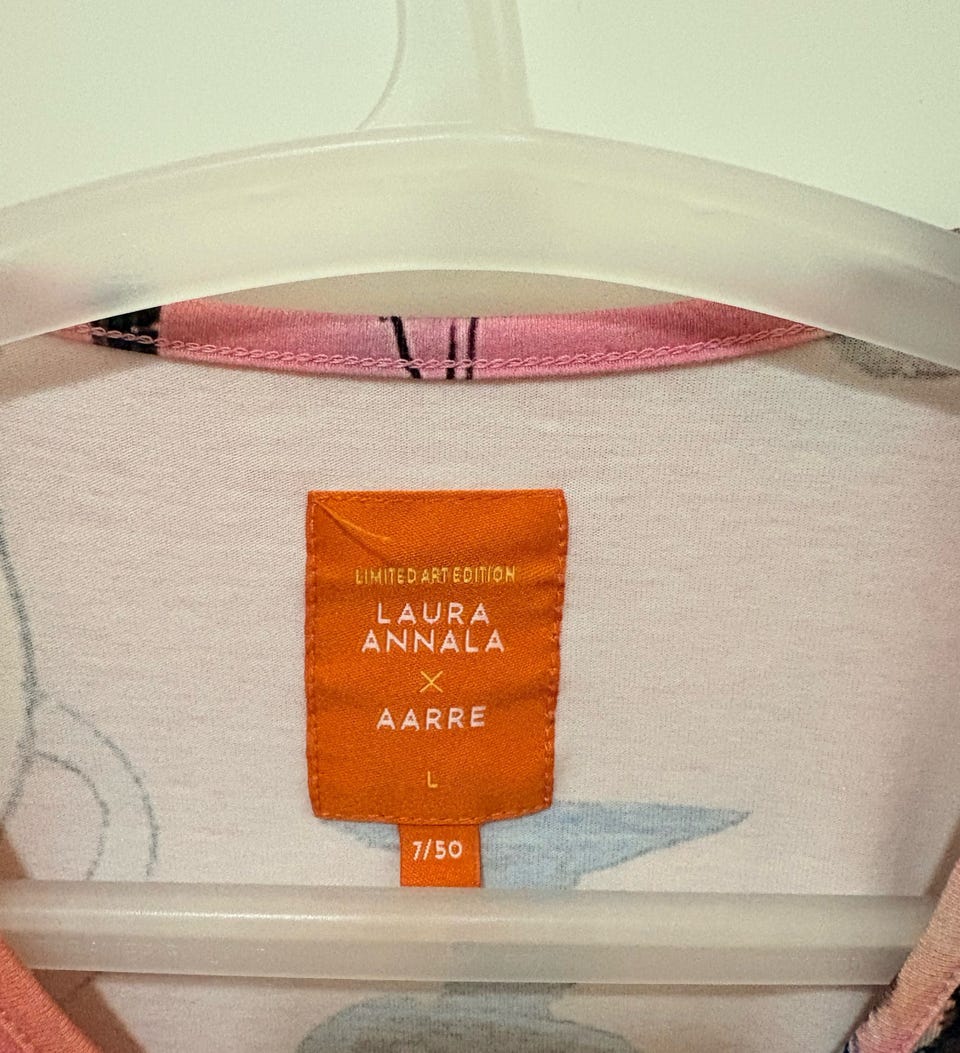 LIMITED ART EDITION
LAURA
ANNALA
X
AARRE
L
7/50